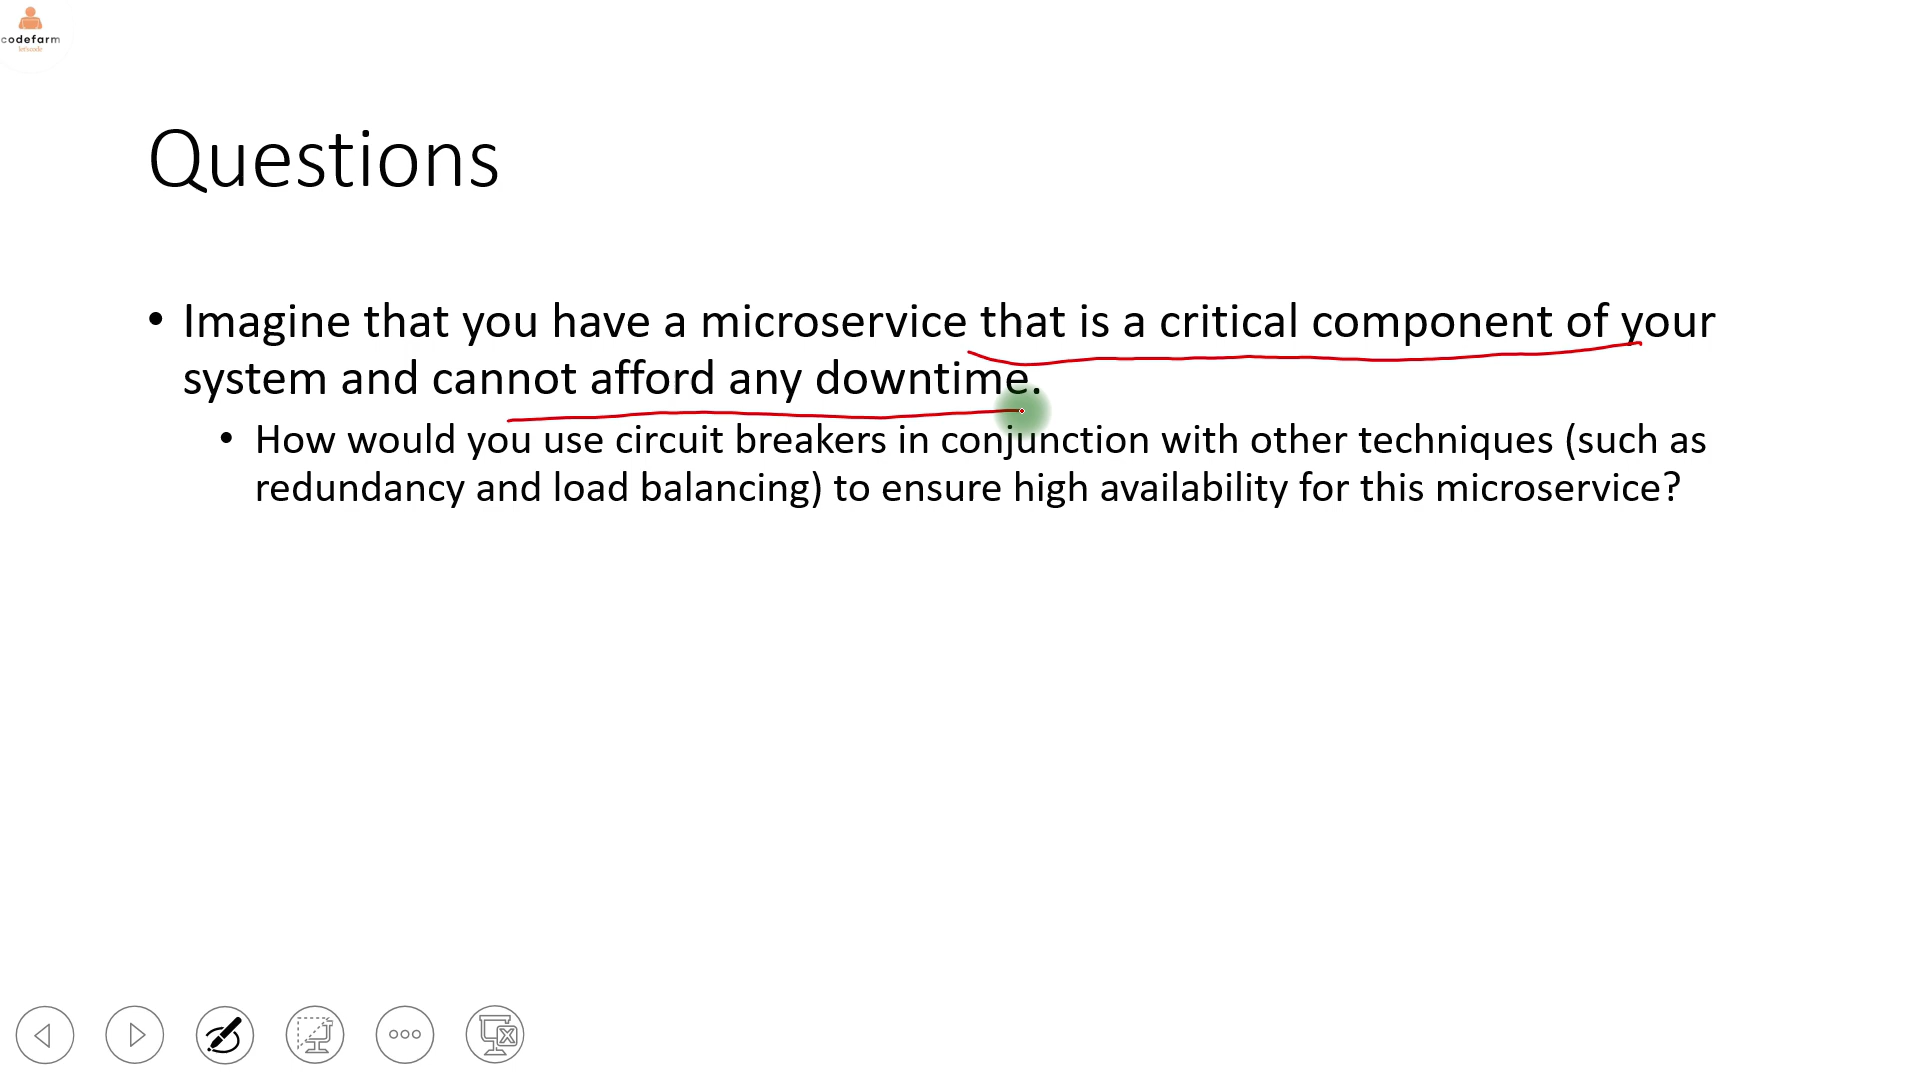 codefarm
let'scode
Questions
• Imagine that you have a microservice that is a critical component of your
system and cannot afford any downtime.
• How would you use circuit breakers in conjunction with other techniques (such as
redundancy and load balancing) to ensure high availability for this microservice?